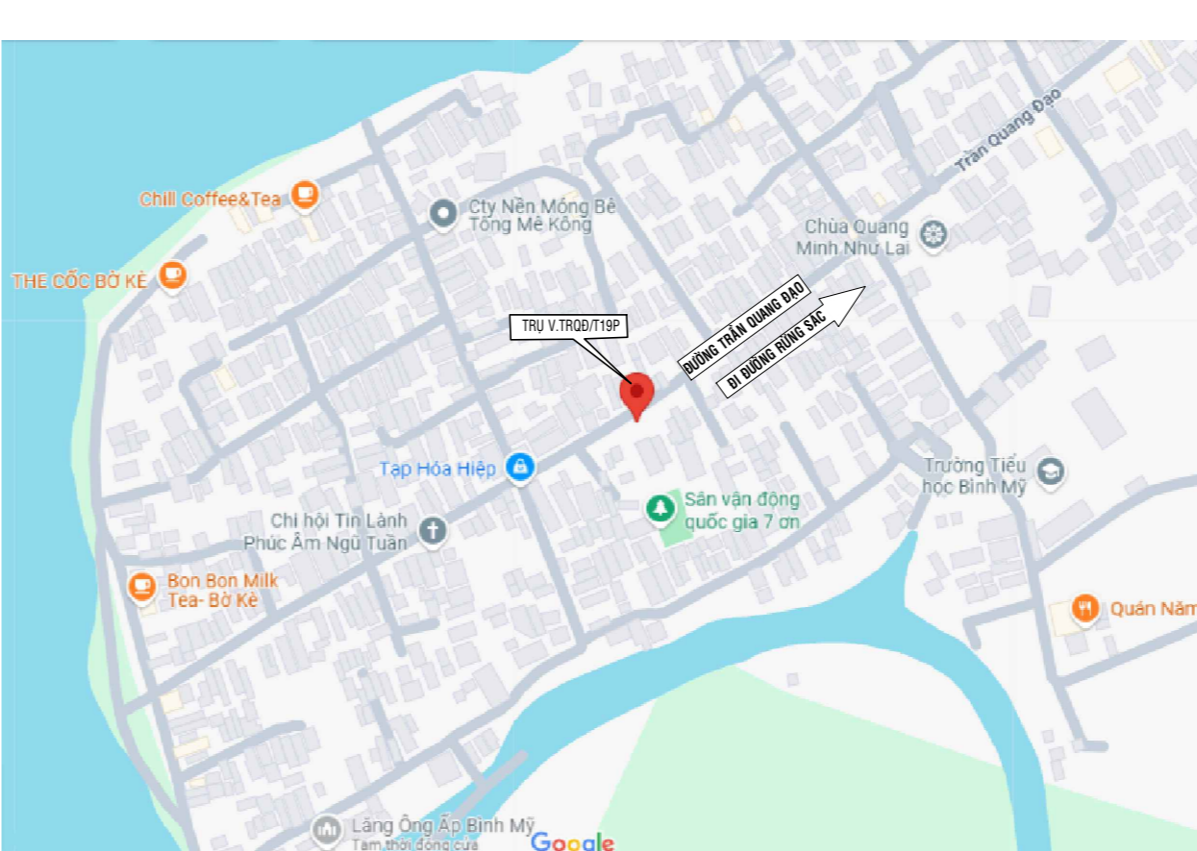 Trần Quang Đạo
Chill Coffee&Tea
Cty Nền Móng Bê
Tông Mê Kông
Chùa Quang
Minh Như Lai
THE CỐC BỜ KÈ
ĐƯỜNG TRẦN QUANG ĐẠO
TRỤ V.TRQĐ/T19P
ĐI ĐƯỜNG RỪNG SÁC
Tạp Hóa Hiệp
Trường Tiểu
học Bình Mỹ
Sân vận động
quốc gia 7 ơn
Chi hội Tin Lành
Phúc Âm Ngũ Tuần
Bon Bon Milk
Tea- Bờ Kè
Quán Năm
Lăng Ông Ấp Bình Mỹ
Tạm thời đóng cửa
Google